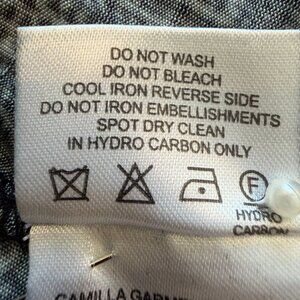 DO NOT WASH
DO NOT BLEACH
COOL IRON REVERSE SIDE
DO NOT IRON EMBELLISHMENTS
SPOT DRY CLEAN
IN HYDRO CARBON ONLY
F
HYDRO
CARBON
CAMILLA